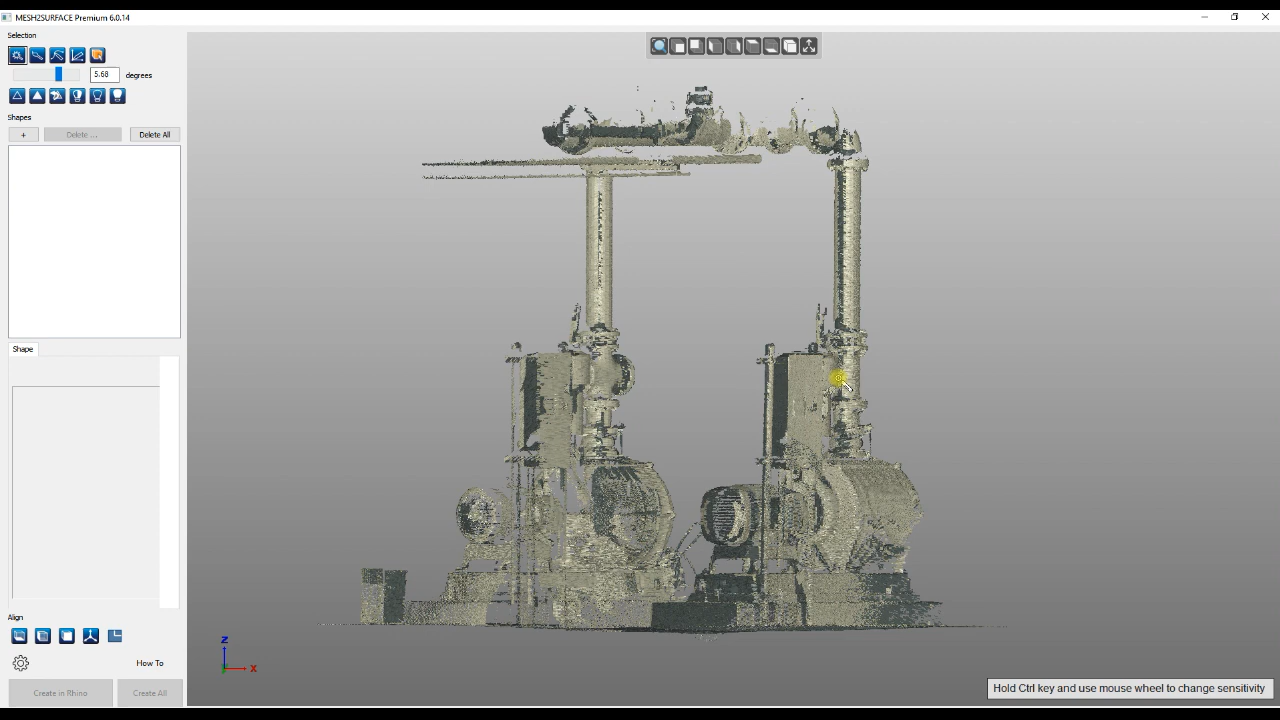 MESH2SURFACE Premium 6.0.14
Selection
5.68 degrees
Shapes
+ Delete ... Delete All
Shape
Z
X
Align
How To
Create in Rhino Create All
Hold Ctrl key and use mouse wheel to change sensitivity